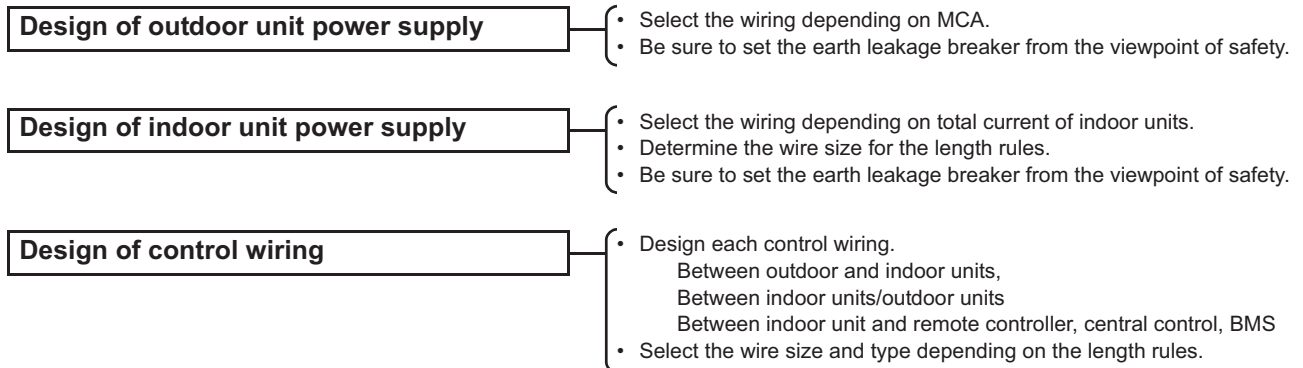 Design of outdoor unit power supply
• Select the wiring depending on MCA.
• Be sure to set the earth leakage breaker from the viewpoint of safety.
Design of indoor unit power supply
• Select the wiring depending on total current of indoor units.
• Determine the wire size for the length rules.
• Be sure to set the earth leakage breaker from the viewpoint of safety.
Design of control wiring
• Design each control wiring.
Between outdoor and indoor units,
Between indoor units/outdoor units
Between indoor unit and remote controller, central control, BMS
• Select the wire size and type depending on the length rules.